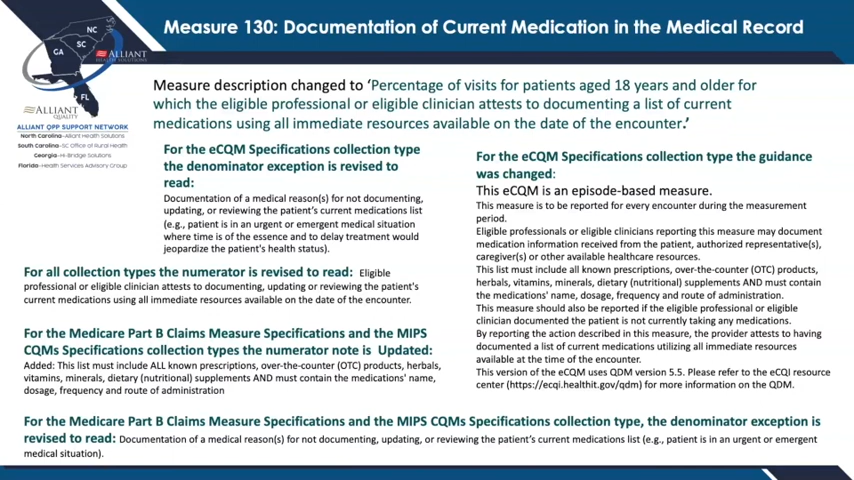 Measure 130: Documentation of Current Medication in the Medical Record
NC
SC
GA
FL
ALLIANT
HEALTH SOLUTIONS
ALLIANT
QUALITY
ALLIANT QPP SUPPORT NETWORK
North Carolina-Alliant Health Solutions
South Carolina-SC Office of Rural Health
Georgia-Hi-Bridge Solutions
Florida-Health Services Advisory Group
Measure description changed to ‘Percentage of visits for patients aged 18 years and older for
which the eligible professional or eligible clinician attests to documenting a list of current
medications using all immediate resources available on the date of the encounter.’
For the eCQM Specifications collection type
the denominator exception is revised to
read:
Documentation of a medical reason(s) for not documenting,
updating, or reviewing the patient’s current medications list
(e.g., patient is in an urgent or emergent medical situation
where time is of the essence and to delay treatment would
jeopardize the patient's health status).
For all collection types the numerator is revised to read: Eligible
professional or eligible clinician attests to documenting, updating or reviewing the patient's
current medications using all immediate resources available on the date of the encounter.
For the Medicare Part B Claims Measure Specifications and the MIPS
CQMs Specifications collection types the numerator note is Updated:
Added: This list must include ALL known prescriptions, over-the-counter (OTC) products, herbals,
vitamins, minerals, dietary (nutritional) supplements AND must contain the medications' name,
dosage, frequency and route of administration
For the eCQM Specifications collection type the guidance
was changed:
This eCQM is an episode-based measure.
This measure is to be reported for every encounter during the measurement
period.
Eligible professionals or eligible clinicians reporting this measure may document
medication information received from the patient, authorized representative(s),
caregiver(s) or other available healthcare resources.
This list must include all known prescriptions, over-the-counter (OTC) products,
herbals, vitamins, minerals, dietary (nutritional) supplements AND must contain
the medications' name, dosage, frequency and route of administration.
This measure should also be reported if the eligible professional or eligible
clinician documented the patient is not currently taking any medications.
By reporting the action described in this measure, the provider attests to having
documented a list of current medications utilizing all immediate resources
available at the time of the encounter.
This version of the eCQM uses QDM version 5.5. Please refer to the eCQI resource
center (https://ecqi.healthit.gov/qdm) for more information on the QDM.
For the Medicare Part B Claims Measure Specifications and the MIPS CQMs Specifications collection type, the denominator exception is
revised to read: Documentation of a medical reason(s) for not documenting, updating, or reviewing the patient’s current medications list (e.g., patient is in an urgent or emergent
medical situation).